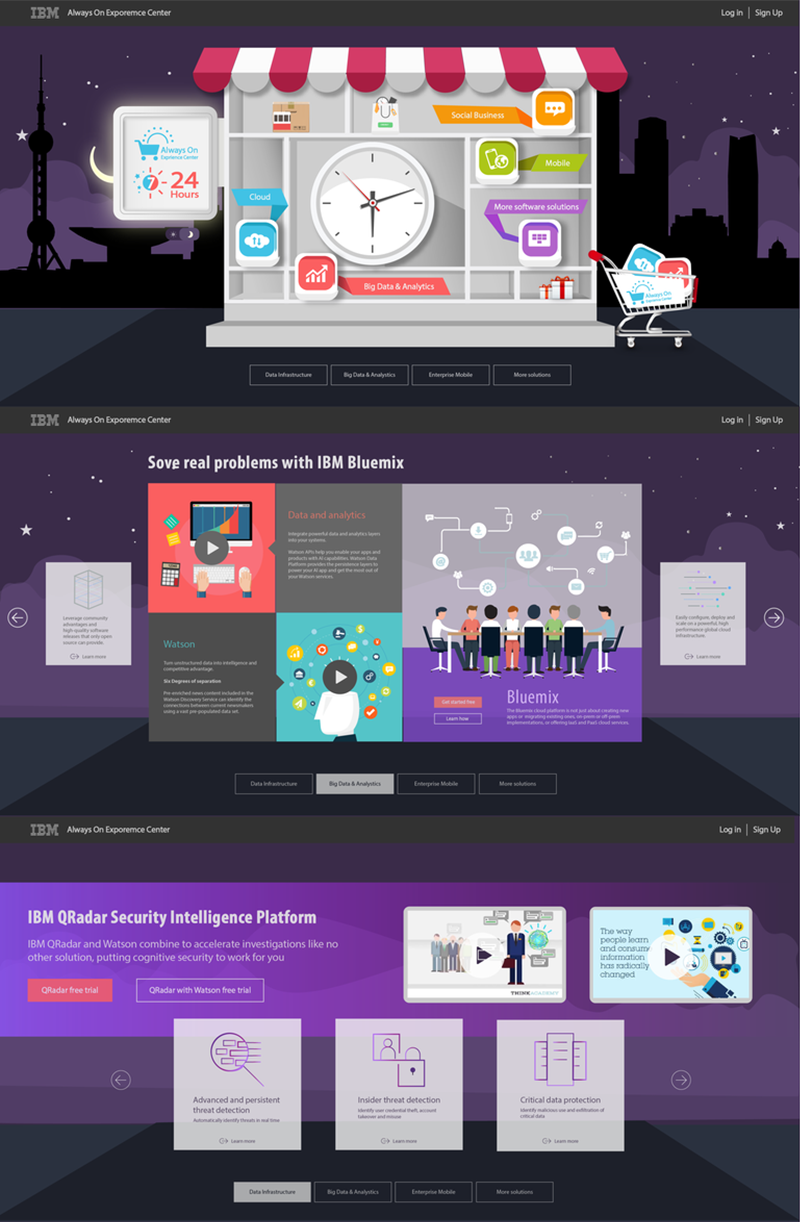 IBM Always On Exporemce Center
Log in | Sign Up
Social Business
Mobile
Always On
Exprtience Center
7-24
Hours
Cloud
More software solutions
Big Data & Analytics
Always On
Data Infrastructure
Big Data & Analystics
Enterprise Mobile
More solutions
IBM Always On Exporemce Center
Log in | Sign Up
Sove real problems with IBM Bluemix
Data and analytics
Integrate powerful data and analytics layers
into your systems.
Watson APIs help you enable your apps and
products with AI capabilities. Watson Data
Platform provides the persistence layers to
power your AI app and get the most out of
your Watson services.
Leverage community
advantages and
high-quality software
releases that only open
source can provide.
Learn more
Easily configure, deploy and
scale on a powerful, high
performance global cloud
infrastructure.
Learn more
Watson
Turn unstructured data into intelligence and
competitive advantage.
Six Degrees of separation
Pre-enriched news content included in the
Watson Discovery Service can identify the
connections between current newsmakers
using a vast pre-populated data set.
Get started free
Learn how
Bluemix
The Bluemix cloud platform is not just about creating new
apps or migrating existing ones, on-prem or off-prem
implementations, or offering IaaS and PaaS cloud services.
Data Infrastructure
Big Data & Analystics
Enterprise Mobile
More solutions
IBM Always On Exporemce Center
Log in | Sign Up
IBM QRadar Security Intelligence Platform
IBM QRadar and Watson combine to accelerate investigations like no
other solution, putting cognitive security to work for you
QRadar free trial
QRadar with Watson free trial
THINK ACADEMY
The way
people learn
and consume
information
has radically
changed
Advanced and persistent
threat detection
Automatically identify threats in real time
Learn more
Insider threat detection
Identify user credential theft, account
takeover and misuse
Learn more
Critical data protection
Identify malicious use and exfiltration of
critical data
Learn more
Data Infrastructure
Big Data & Analystics
Enterprise Mobile
More solutions